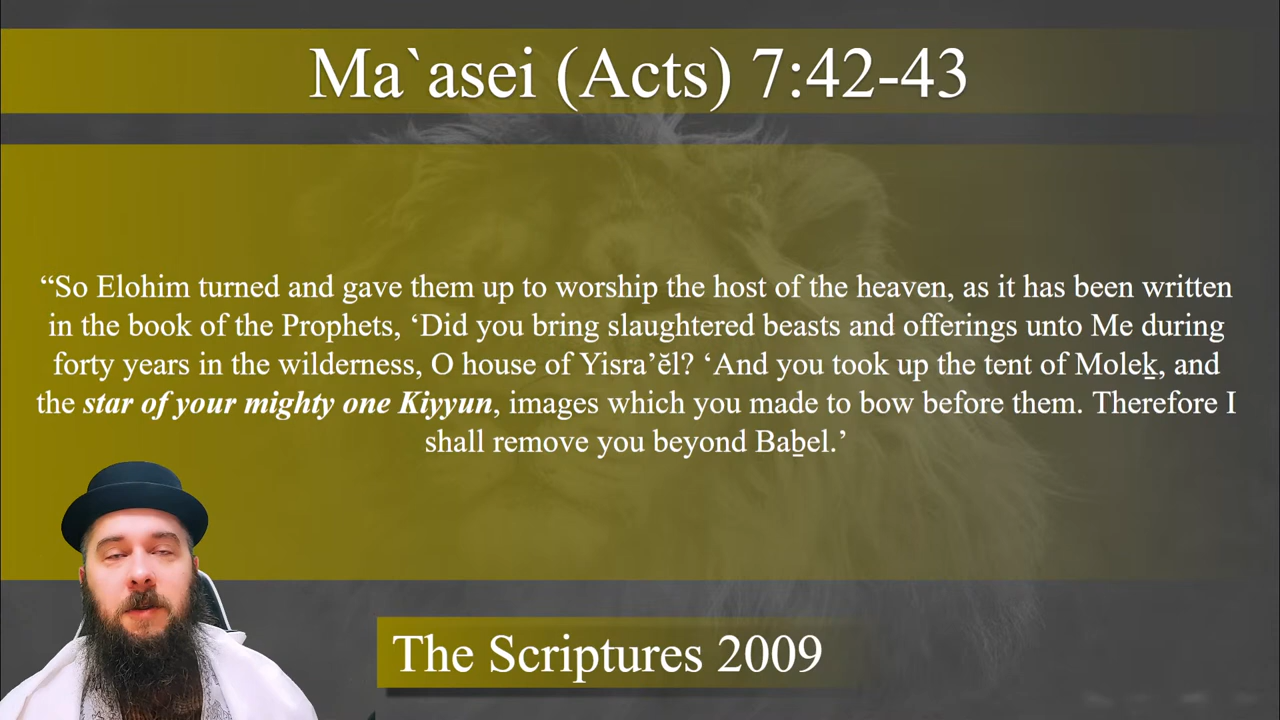 Ma`asei (Acts) 7:42-43
“So Elohim turned and gave them up to worship the host of the heaven, as it has been written
in the book of the Prophets, ‘Did you bring slaughtered beasts and offerings unto Me during
forty years in the wilderness, O house of Yisra’ĕl? ‘And you took up the tent of Moleḵ, and
the star of your mighty one Kiyyun, images which you made to bow before them. Therefore I
shall remove you beyond Baḇel.’
The Scriptures 2009